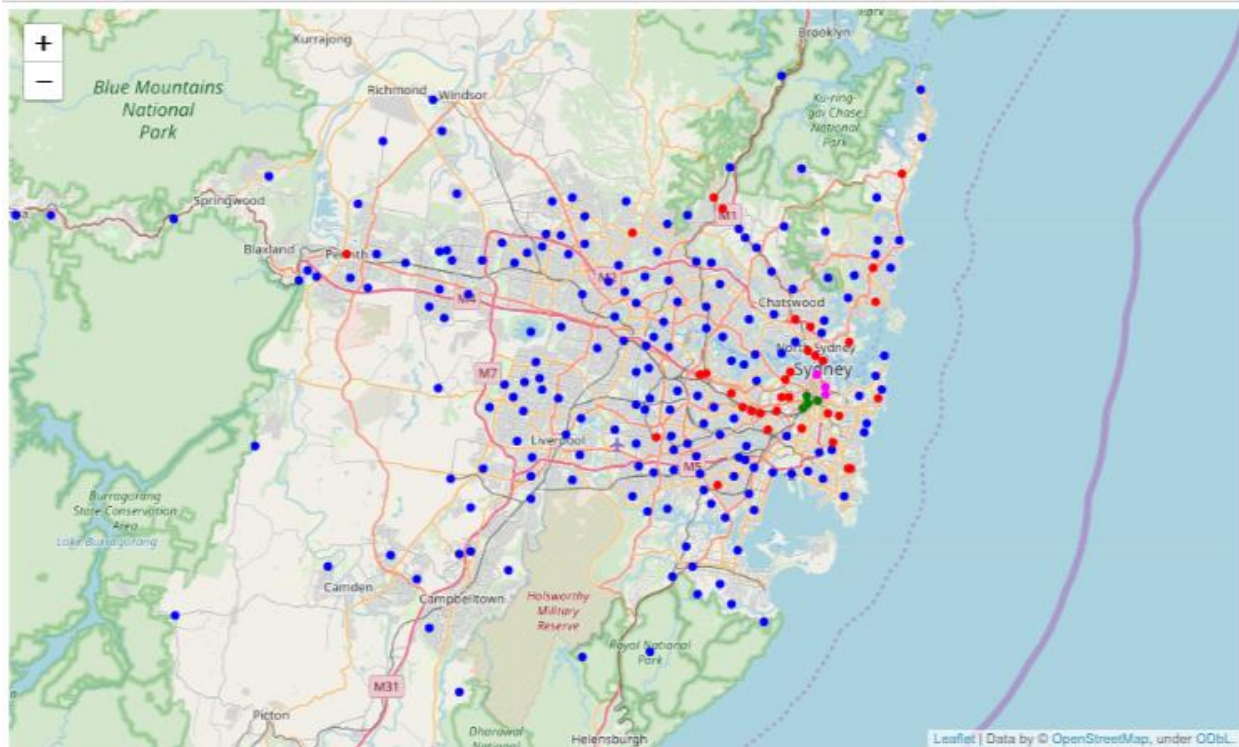 +
−
Kurrajong
Richmond
Windsor
Blue Mountains
National
Park
Brooklyn
Park
Ku-ring-
gai Chase
National
Park
Springwood
Blaxland
M1
M2
M4
Chatswood
North Sydney
Sydney
M7
Liverpool
M5
Burragorang
State Conservation
Area
Lake Burragorang
Camden
Campbelltown
Holsworthy
Military
Reserve
Royal National
Park
M31
Picton
Dharawal
National
Helensburgh
Leaflet | Data by © OpenStreetMap, under ODbL.